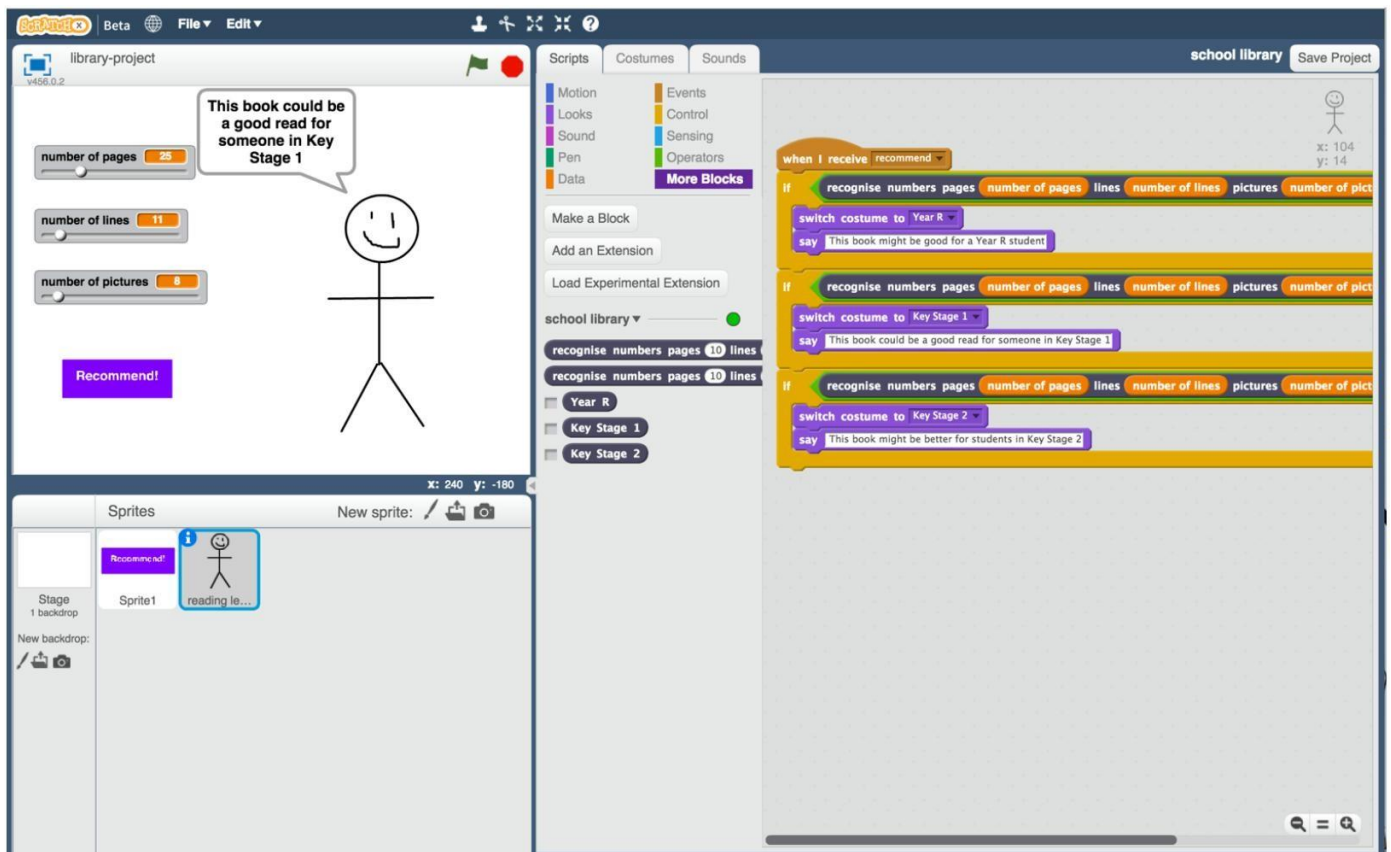 SCRATCHX Beta File ▾ Edit ▾
library-project
v456.0.2
This book could be
a good read for
someone in Key
Stage 1
number of pages 25
number of lines 11
number of pictures 8
Recommend!
x: 240 y: -180
Sprites
New sprite:
Stage
1 backdrop
New backdrop:
Recommend!
Sprite1
reading le...
Scripts Costumes Sounds
school library Save Project
Motion Events
Looks Control
Sound Sensing
Pen Operators
Data More Blocks
Make a Block
Add an Extension
Load Experimental Extension
school library ▾
recognise numbers pages 10 lines
recognise numbers pages 10 lines
Year R
Key Stage 1
Key Stage 2
x: 104
y: 14
when I receive recommend
if recognise numbers pages number of pages lines number of lines pictures number of pict
switch costume to Year R
say This book might be good for a Year R student
if recognise numbers pages number of pages lines number of lines pictures number of pict
switch costume to Key Stage 1
say This book could be a good read for someone in Key Stage 1
if recognise numbers pages number of pages lines number of lines pictures number of pict
switch costume to Key Stage 2
say This book might be better for students in Key Stage 2